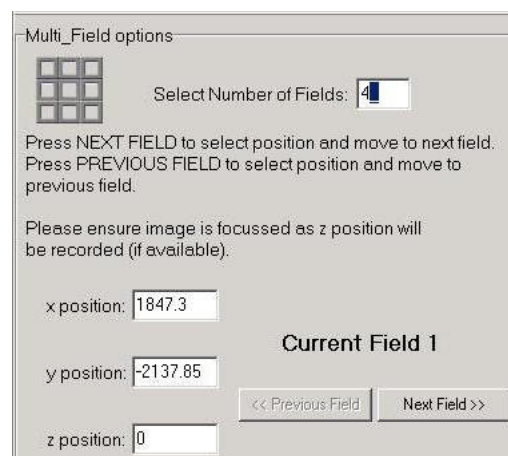 Multi_Field options
Select Number of Fields: 4
Press NEXT FIELD to select position and move to next field.
Press PREVIOUS FIELD to select position and move to
previous field.
Please ensure image is focussed as z position will
be recorded (if available).
x position: 1847.3
Current Field 1
y position: -2137.85
<< Previous Field Next Field >>
z position: 0